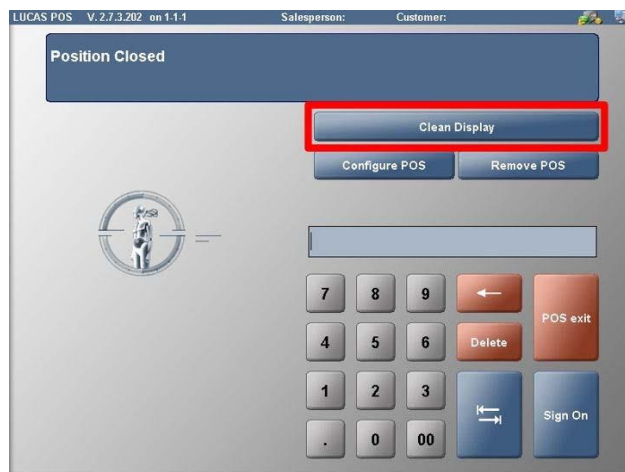 LUCAS POS V. 2.7.3.202 on 1-1-1 Salesperson: Customer:
Position Closed
Clean Display
Configure POS Remove POS
7 8 9 POS exit
4 5 6 Delete
1 2 3 Sign On
. 0 00